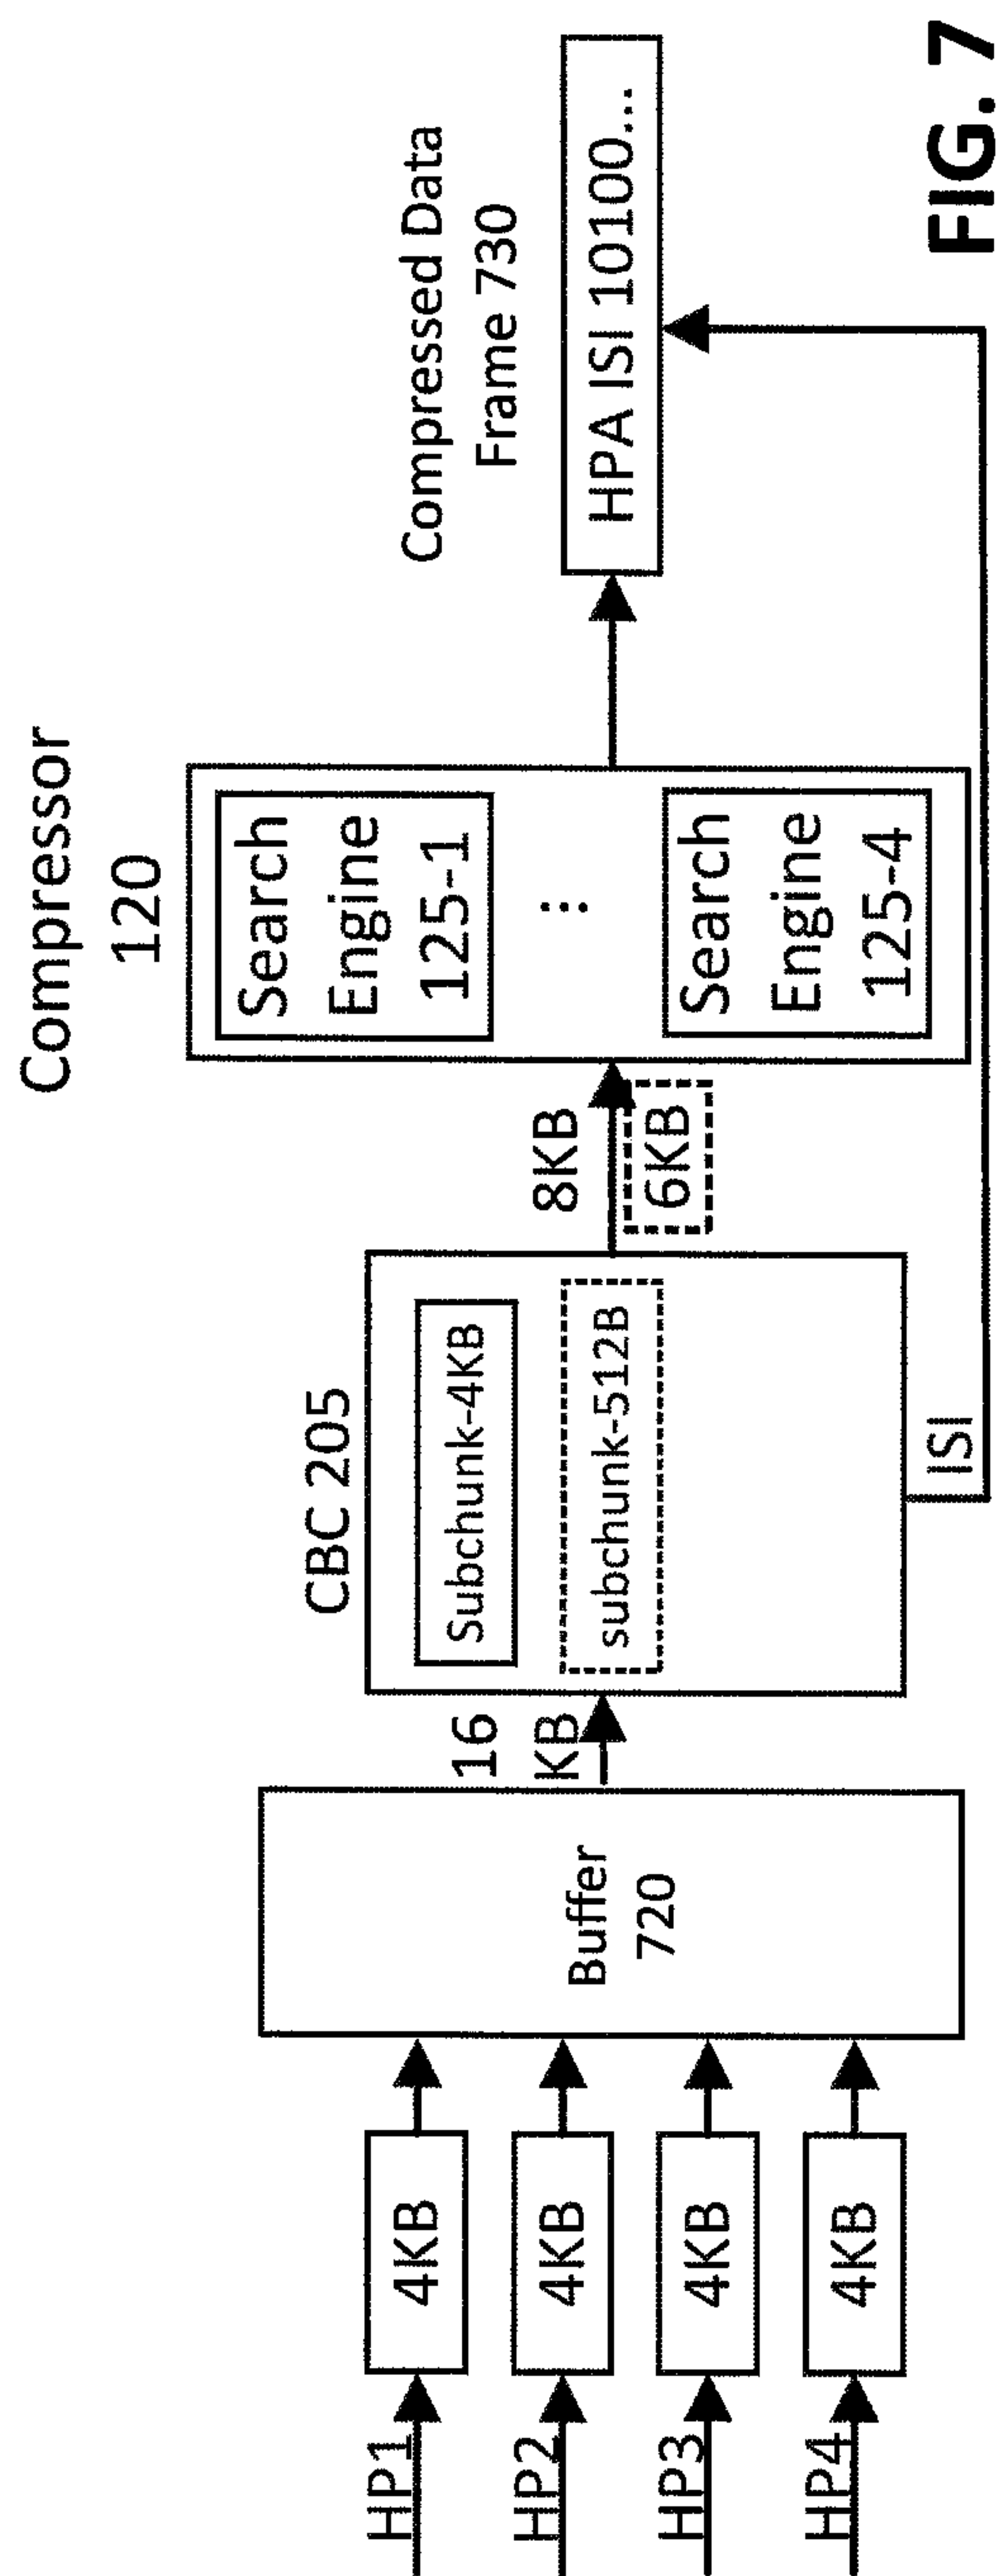 HP1
HP2
HP3
HP4
4KB
4KB
4KB
4KB
Buffer
720
16
KB
CBC 205
Subchunk-4KB
subchunk-512B
ISI
8KB
6KB
Compressor
120
Search
Engine
125-1
:
Search
Engine
125-4
Compressed Data
Frame 730
HPA ISI 10100...
FIG. 7